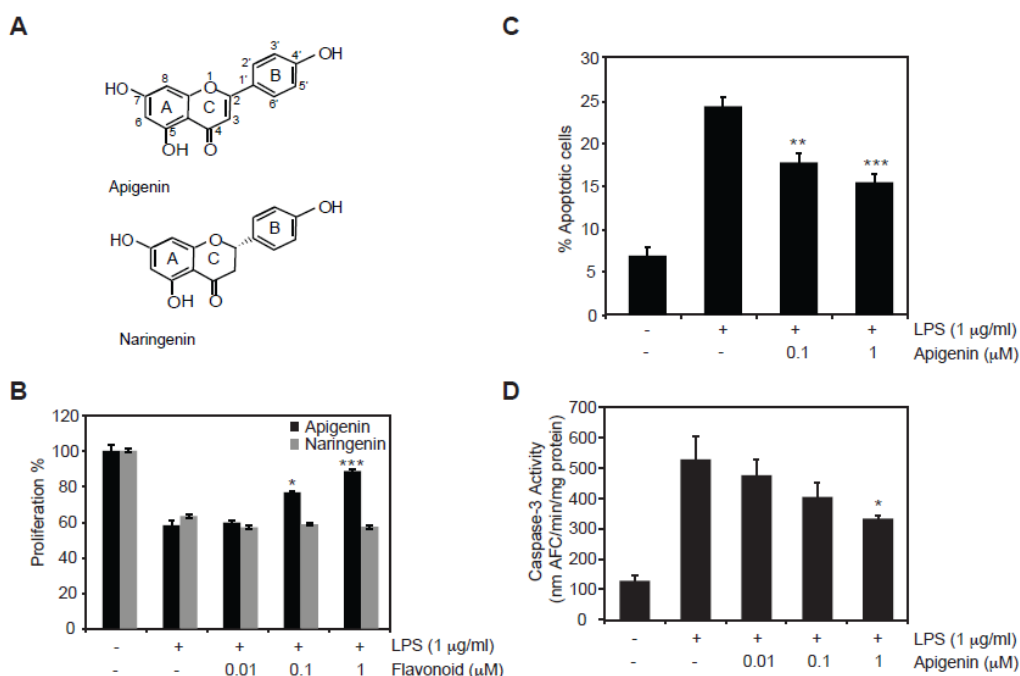 A
HO
8
7
6
A
5
OH
O
1
C
4
O
2
3
1'
2'
3'
B
4'
5'
6'
OH
Apigenin
HO
A
OH
O
C
O
B
OH
Naringenin
B
Proliferation %
120
100
80
60
40
20
0
Apigenin
Naringenin
*
***
- + + + + LPS (1 µg/ml)
- - 0.01 0.1 1 Flavonoid (µM)
C
% Apoptotic cells
30
25
20
15
10
5
0
**
***
- + + + LPS (1 µg/ml)
- - 0.1 1 Apigenin (µM)
D
Caspase-3 Activity
(nm AFC/min/mg protein)
700
600
500
400
300
200
100
0
*
- + + + + LPS (1 µg/ml)
- - 0.01 0.1 1 Apigenin (µM)